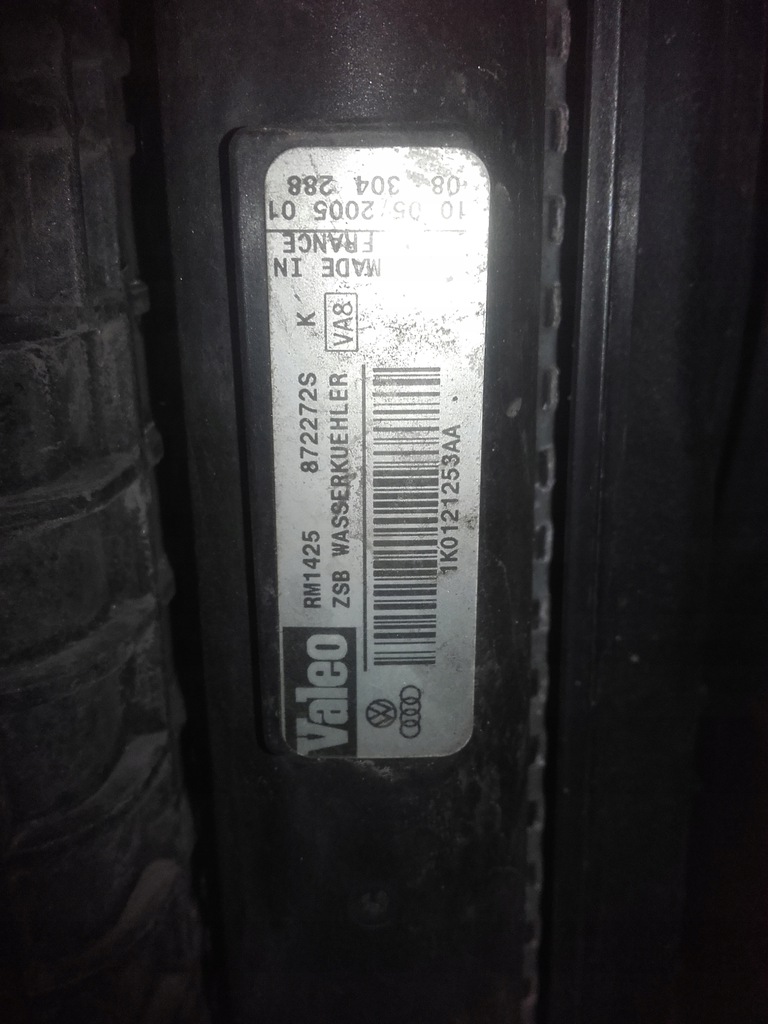 Valeo
RM1425 872272S K
ZSB WASSERKUEHLER VA8
1K0121253AA
MADE IN
FRANCE
10 05/2005 01
08 304 288